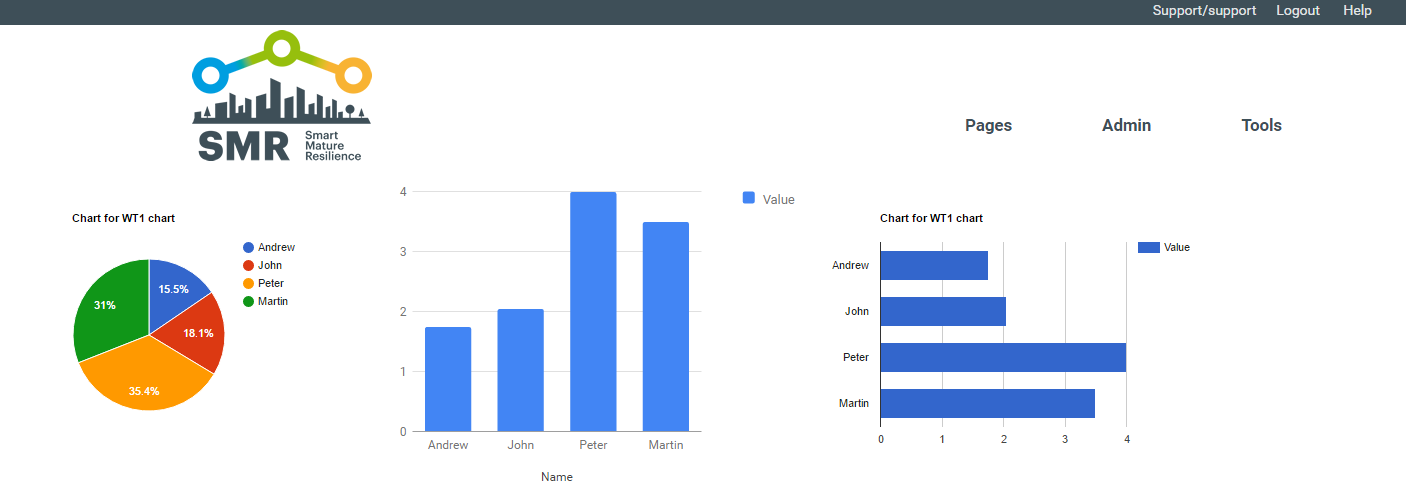 Support/support Logout Help
SMR
Smart
Mature
Resilience
Pages Admin Tools
Chart for WT1 chart
Andrew
John
Peter
Martin
15.5%
31%
18.1%
35.4%
4
3
2
1
0
Andrew John Peter Martin
Name
Value
Chart for WT1 chart
Value
Andrew
John
Peter
Martin
0 1 2 3 4